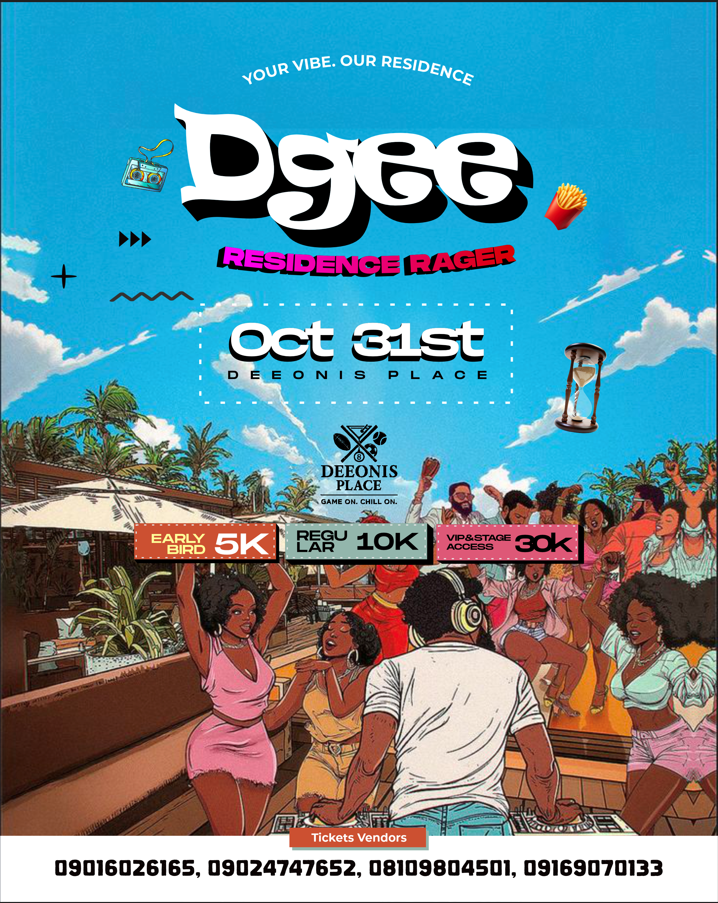 YOUR VIBE. OUR RESIDENCE
Dgee
RESIDENCE RAGER
Oct 31st
DEEONIS PLACE
8
DEEONIS
PLACE
GAME ON. CHILL ON.
EARLY
BIRD 5K
REGU
LAR 10K
VIP&STAGE
ACCESS 30k
Tickets Vendors
09016026165, 09024747652, 08109804501, 09169070133